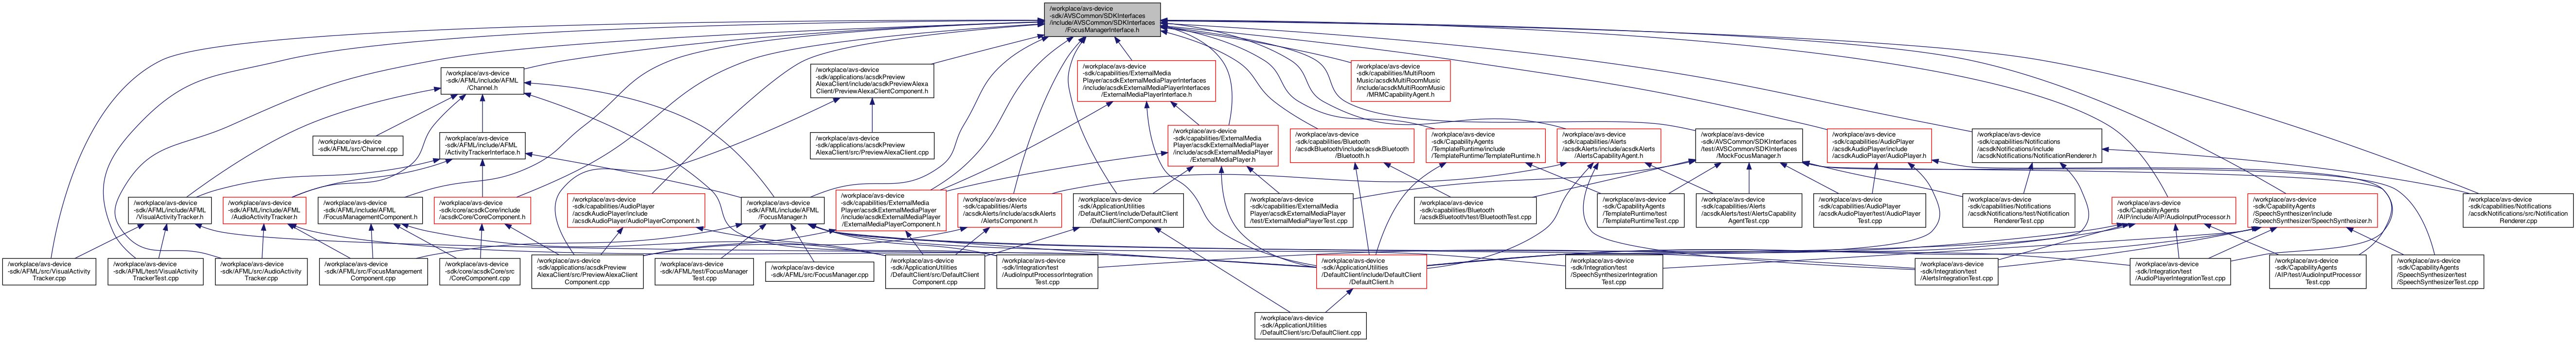 /workplace/avs-device
-sdk/AVSCommon/SDKInterfaces
/include/AVSCommon/SDKInterfaces
/FocusManagerInterface.h
/workplace/avs-device
-sdk/AFML/include/AFML
/Channel.h
/workplace/avs-device
-sdk/applications/acsdkPreview
AlexaClient/include/acsdkPreviewAlexa
Client/PreviewAlexaClientComponent.h
/workplace/avs-device
-sdk/capabilities/ExternalMedia
Player/acsdkExternalMediaPlayerInterfaces
/include/acsdkExternalMediaPlayerInterfaces
/ExternalMediaPlayerInterface.h
/workplace/avs-device
-sdk/capabilities/MultiRoom
Music/acsdkMultiRoomMusic
/include/acsdkMultiRoomMusic
/MRMCapabilityAgent.h
/workplace/avs-device
-sdk/AFML/src/Channel.cpp
/workplace/avs-device
-sdk/AFML/include/AFML
/ActivityTrackerInterface.h
/workplace/avs-device
-sdk/applications/acsdkPreview
AlexaClient/src/PreviewAlexaClient.cpp
/workplace/avs-device
-sdk/capabilities/ExternalMedia
Player/acsdkExternalMediaPlayer
/include/acsdkExternalMediaPlayer
/ExternalMediaPlayer.h
/workplace/avs-device
-sdk/capabilities/Bluetooth
/acsdkBluetooth/include/acsdkBluetooth
/Bluetooth.h
/workplace/avs-device
-sdk/CapabilityAgents
/TemplateRuntime/include
/TemplateRuntime/TemplateRuntime.h
/workplace/avs-device
-sdk/capabilities/Alerts
/acsdkAlerts/include/acsdkAlerts
/AlertsCapabilityAgent.h
/workplace/avs-device
-sdk/AVSCommon/SDKInterfaces
/test/AVSCommon/SDKInterfaces
/MockFocusManager.h
/workplace/avs-device
-sdk/capabilities/AudioPlayer
/acsdkAudioPlayer/include
/acsdkAudioPlayer/AudioPlayer.h
/workplace/avs-device
-sdk/capabilities/Notifications
/acsdkNotifications/include
/acsdkNotifications/NotificationRenderer.h
/workplace/avs-device
-sdk/AFML/include/AFML
/VisualActivityTracker.h
/workplace/avs-device
-sdk/AFML/include/AFML
/AudioActivityTracker.h
/workplace/avs-device
-sdk/AFML/include/AFML
/FocusManagementComponent.h
/workplace/avs-device
-sdk/core/acsdkCore/include
/acsdkCore/CoreComponent.h
/workplace/avs-device
-sdk/capabilities/AudioPlayer
/acsdkAudioPlayer/include
/acsdkAudioPlayer/AudioPlayerComponent.h
/workplace/avs-device
-sdk/AFML/include/AFML
/FocusManager.h
/workplace/avs-device
-sdk/capabilities/ExternalMedia
Player/acsdkExternalMediaPlayer
/include/acsdkExternalMediaPlayer
/ExternalMediaPlayerComponent.h
/workplace/avs-device
-sdk/capabilities/Alerts
/acsdkAlerts/include/acsdkAlerts
/AlertsComponent.h
/workplace/avs-device
-sdk/ApplicationUtilities
/DefaultClient/include/DefaultClient
/DefaultClientComponent.h
/workplace/avs-device
-sdk/capabilities/ExternalMedia
Player/acsdkExternalMediaPlayer
/test/ExternalMediaPlayerTest.cpp
/workplace/avs-device
-sdk/capabilities/Bluetooth
/acsdkBluetooth/test/BluetoothTest.cpp
/workplace/avs-device
-sdk/CapabilityAgents
/TemplateRuntime/test
/TemplateRuntimeTest.cpp
/workplace/avs-device
-sdk/capabilities/Alerts
/acsdkAlerts/test/AlertsCapability
AgentTest.cpp
/workplace/avs-device
-sdk/capabilities/AudioPlayer
/acsdkAudioPlayer/test/AudioPlayer
Test.cpp
/workplace/avs-device
-sdk/capabilities/Notifications
/acsdkNotifications/test/Notification
RendererTest.cpp
/workplace/avs-device
-sdk/CapabilityAgents
/AIP/include/AIP/AudioInputProcessor.h
/workplace/avs-device
-sdk/CapabilityAgents
/SpeechSynthesizer/include
/SpeechSynthesizer/SpeechSynthesizer.h
/workplace/avs-device
-sdk/capabilities/Notifications
/acsdkNotifications/src/Notification
Renderer.cpp
/workplace/avs-device
-sdk/AFML/src/VisualActivity
Tracker.cpp
/workplace/avs-device
-sdk/AFML/test/VisualActivity
TrackerTest.cpp
/workplace/avs-device
-sdk/AFML/src/AudioActivity
Tracker.cpp
/workplace/avs-device
-sdk/AFML/src/FocusManagement
Component.cpp
/workplace/avs-device
-sdk/core/acsdkCore/src
/CoreComponent.cpp
/workplace/avs-device
-sdk/applications/acsdkPreview
AlexaClient/src/PreviewAlexaClient
Component.cpp
/workplace/avs-device
-sdk/AFML/test/FocusManager
Test.cpp
/workplace/avs-device
-sdk/AFML/src/FocusManager.cpp
/workplace/avs-device
-sdk/ApplicationUtilities
/DefaultClient/src/DefaultClient
Component.cpp
/workplace/avs-device
-sdk/Integration/test
/AudioInputProcessorIntegration
Test.cpp
/workplace/avs-device
-sdk/ApplicationUtilities
/DefaultClient/include/DefaultClient
/DefaultClient.h
/workplace/avs-device
-sdk/Integration/test
/SpeechSynthesizerIntegration
Test.cpp
/workplace/avs-device
-sdk/Integration/test
/AlertsIntegrationTest.cpp
/workplace/avs-device
-sdk/Integration/test
/AudioPlayerIntegrationTest.cpp
/workplace/avs-device
-sdk/CapabilityAgents
/AIP/test/AudioInputProcessor
Test.cpp
/workplace/avs-device
-sdk/CapabilityAgents
/SpeechSynthesizer/test
/SpeechSynthesizerTest.cpp
/workplace/avs-device
-sdk/ApplicationUtilities
/DefaultClient/src/DefaultClient.cpp